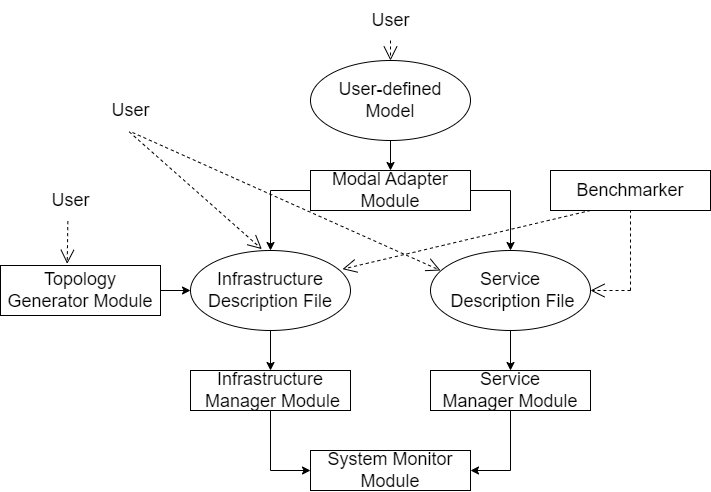 User
User-defined
Model
User
Modal Adapter
Module
Benchmarker
User
Topology
Generator Module
Infrastructure
Description File
Service
Description File
Infrastructure
Manager Module
Service
Manager Module
System Monitor
Module